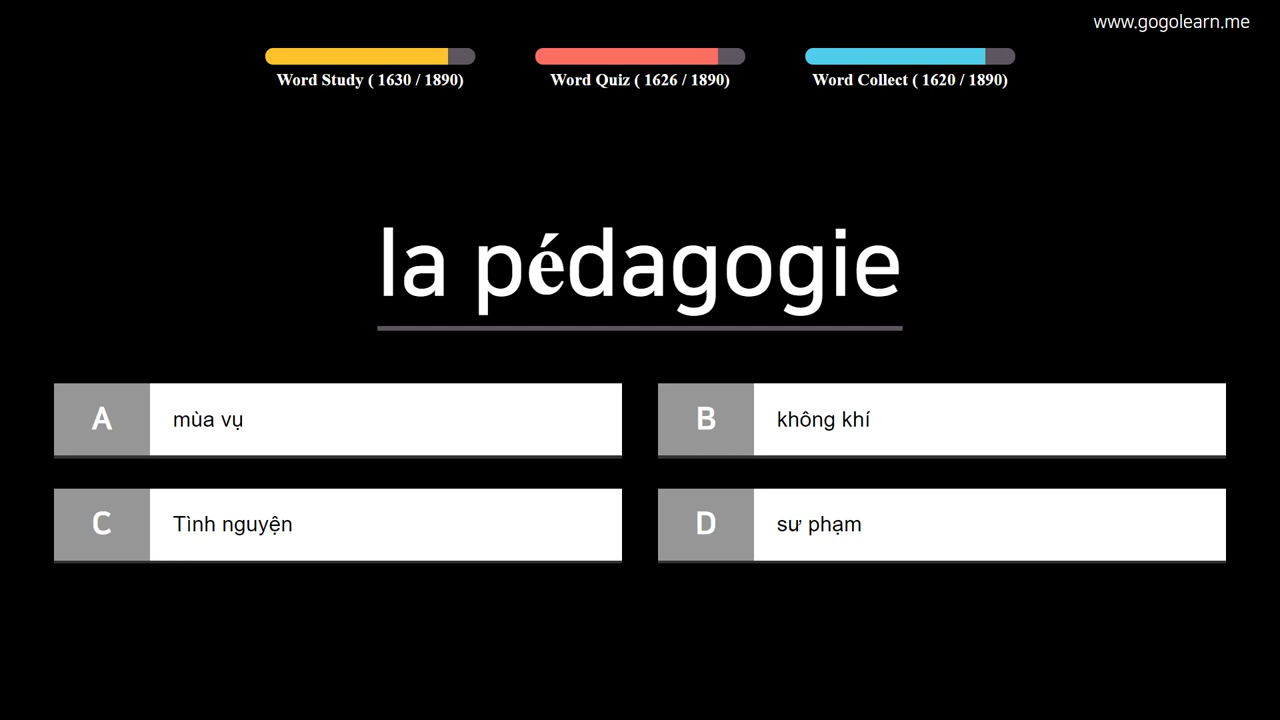 www.gogolearn.me
Word Study ( 1630 / 1890)
Word Quiz ( 1626 / 1890)
Word Collect ( 1620 / 1890)
la pédagogie
A mùa vụ
B không khí
C Tình nguyện
D sư phạm